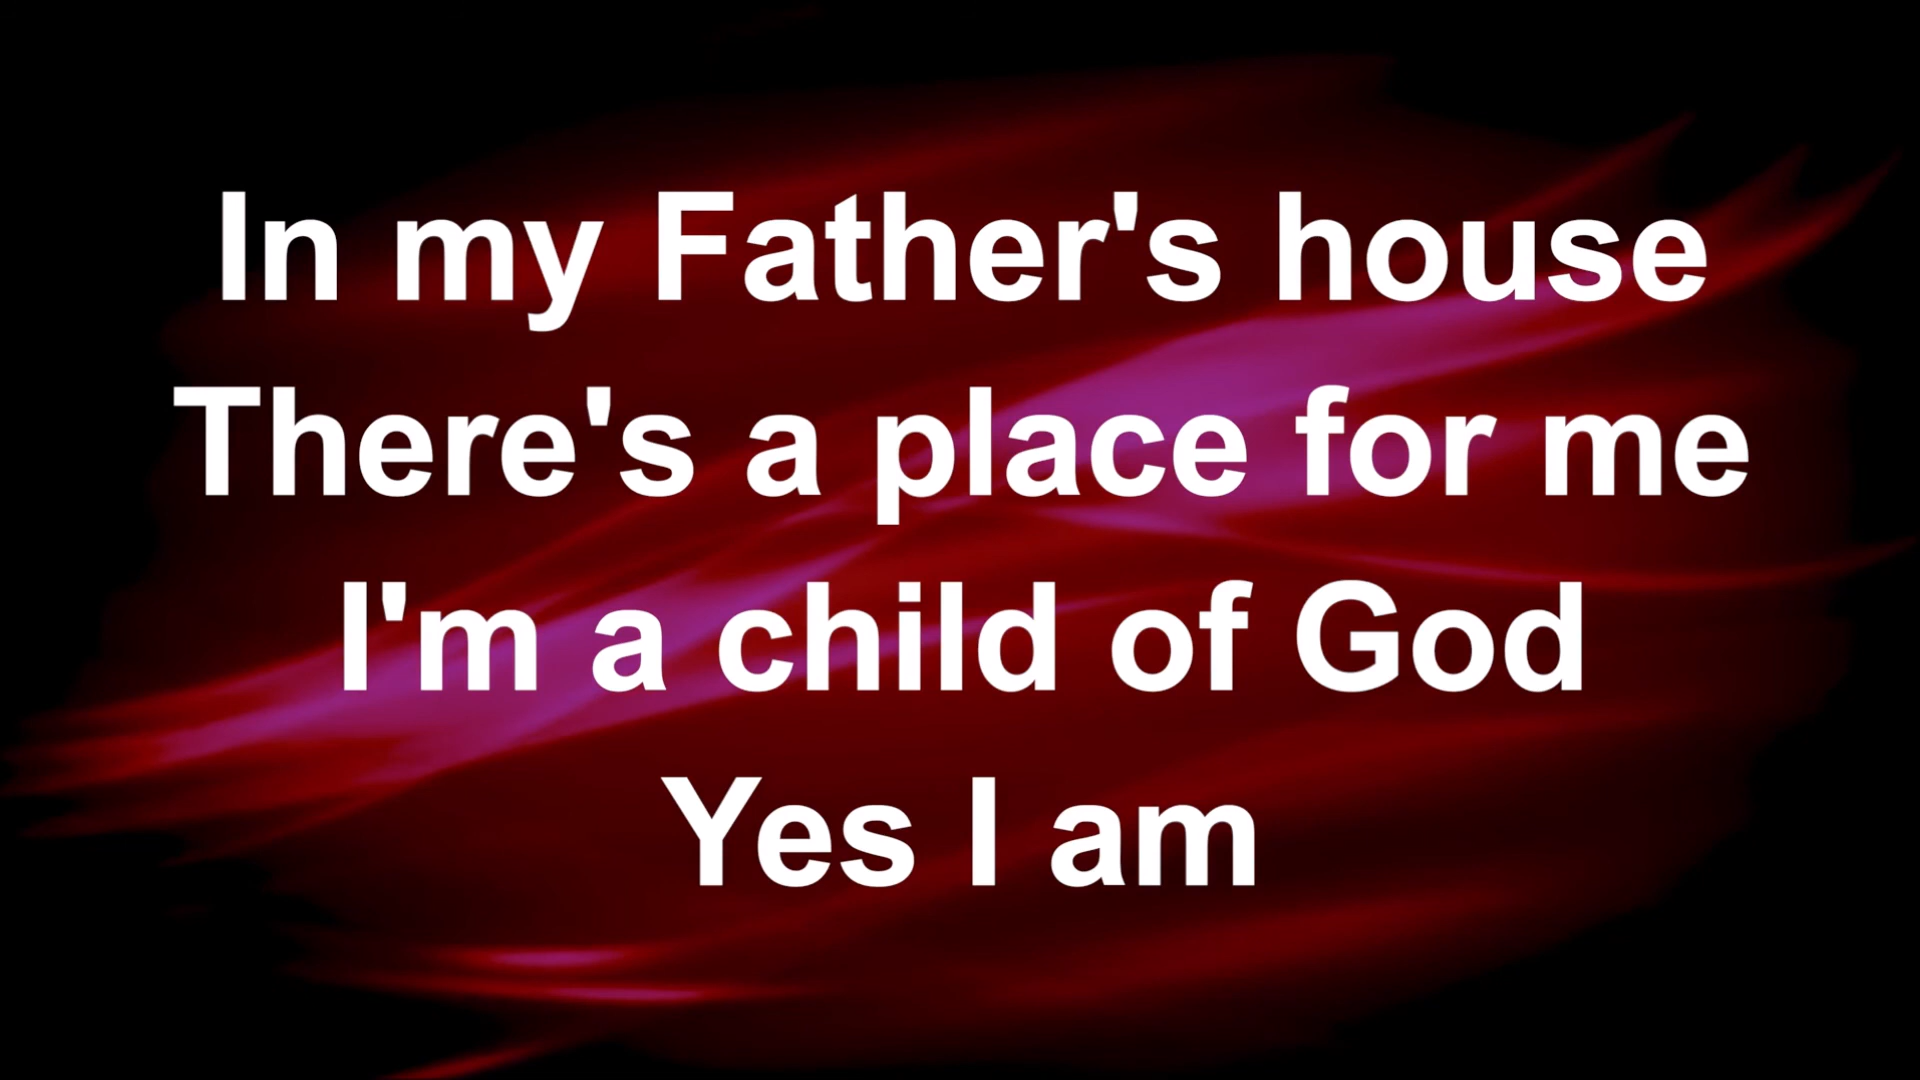 In my Father's house
There's a place for me
I'm a child of God
Yes I am